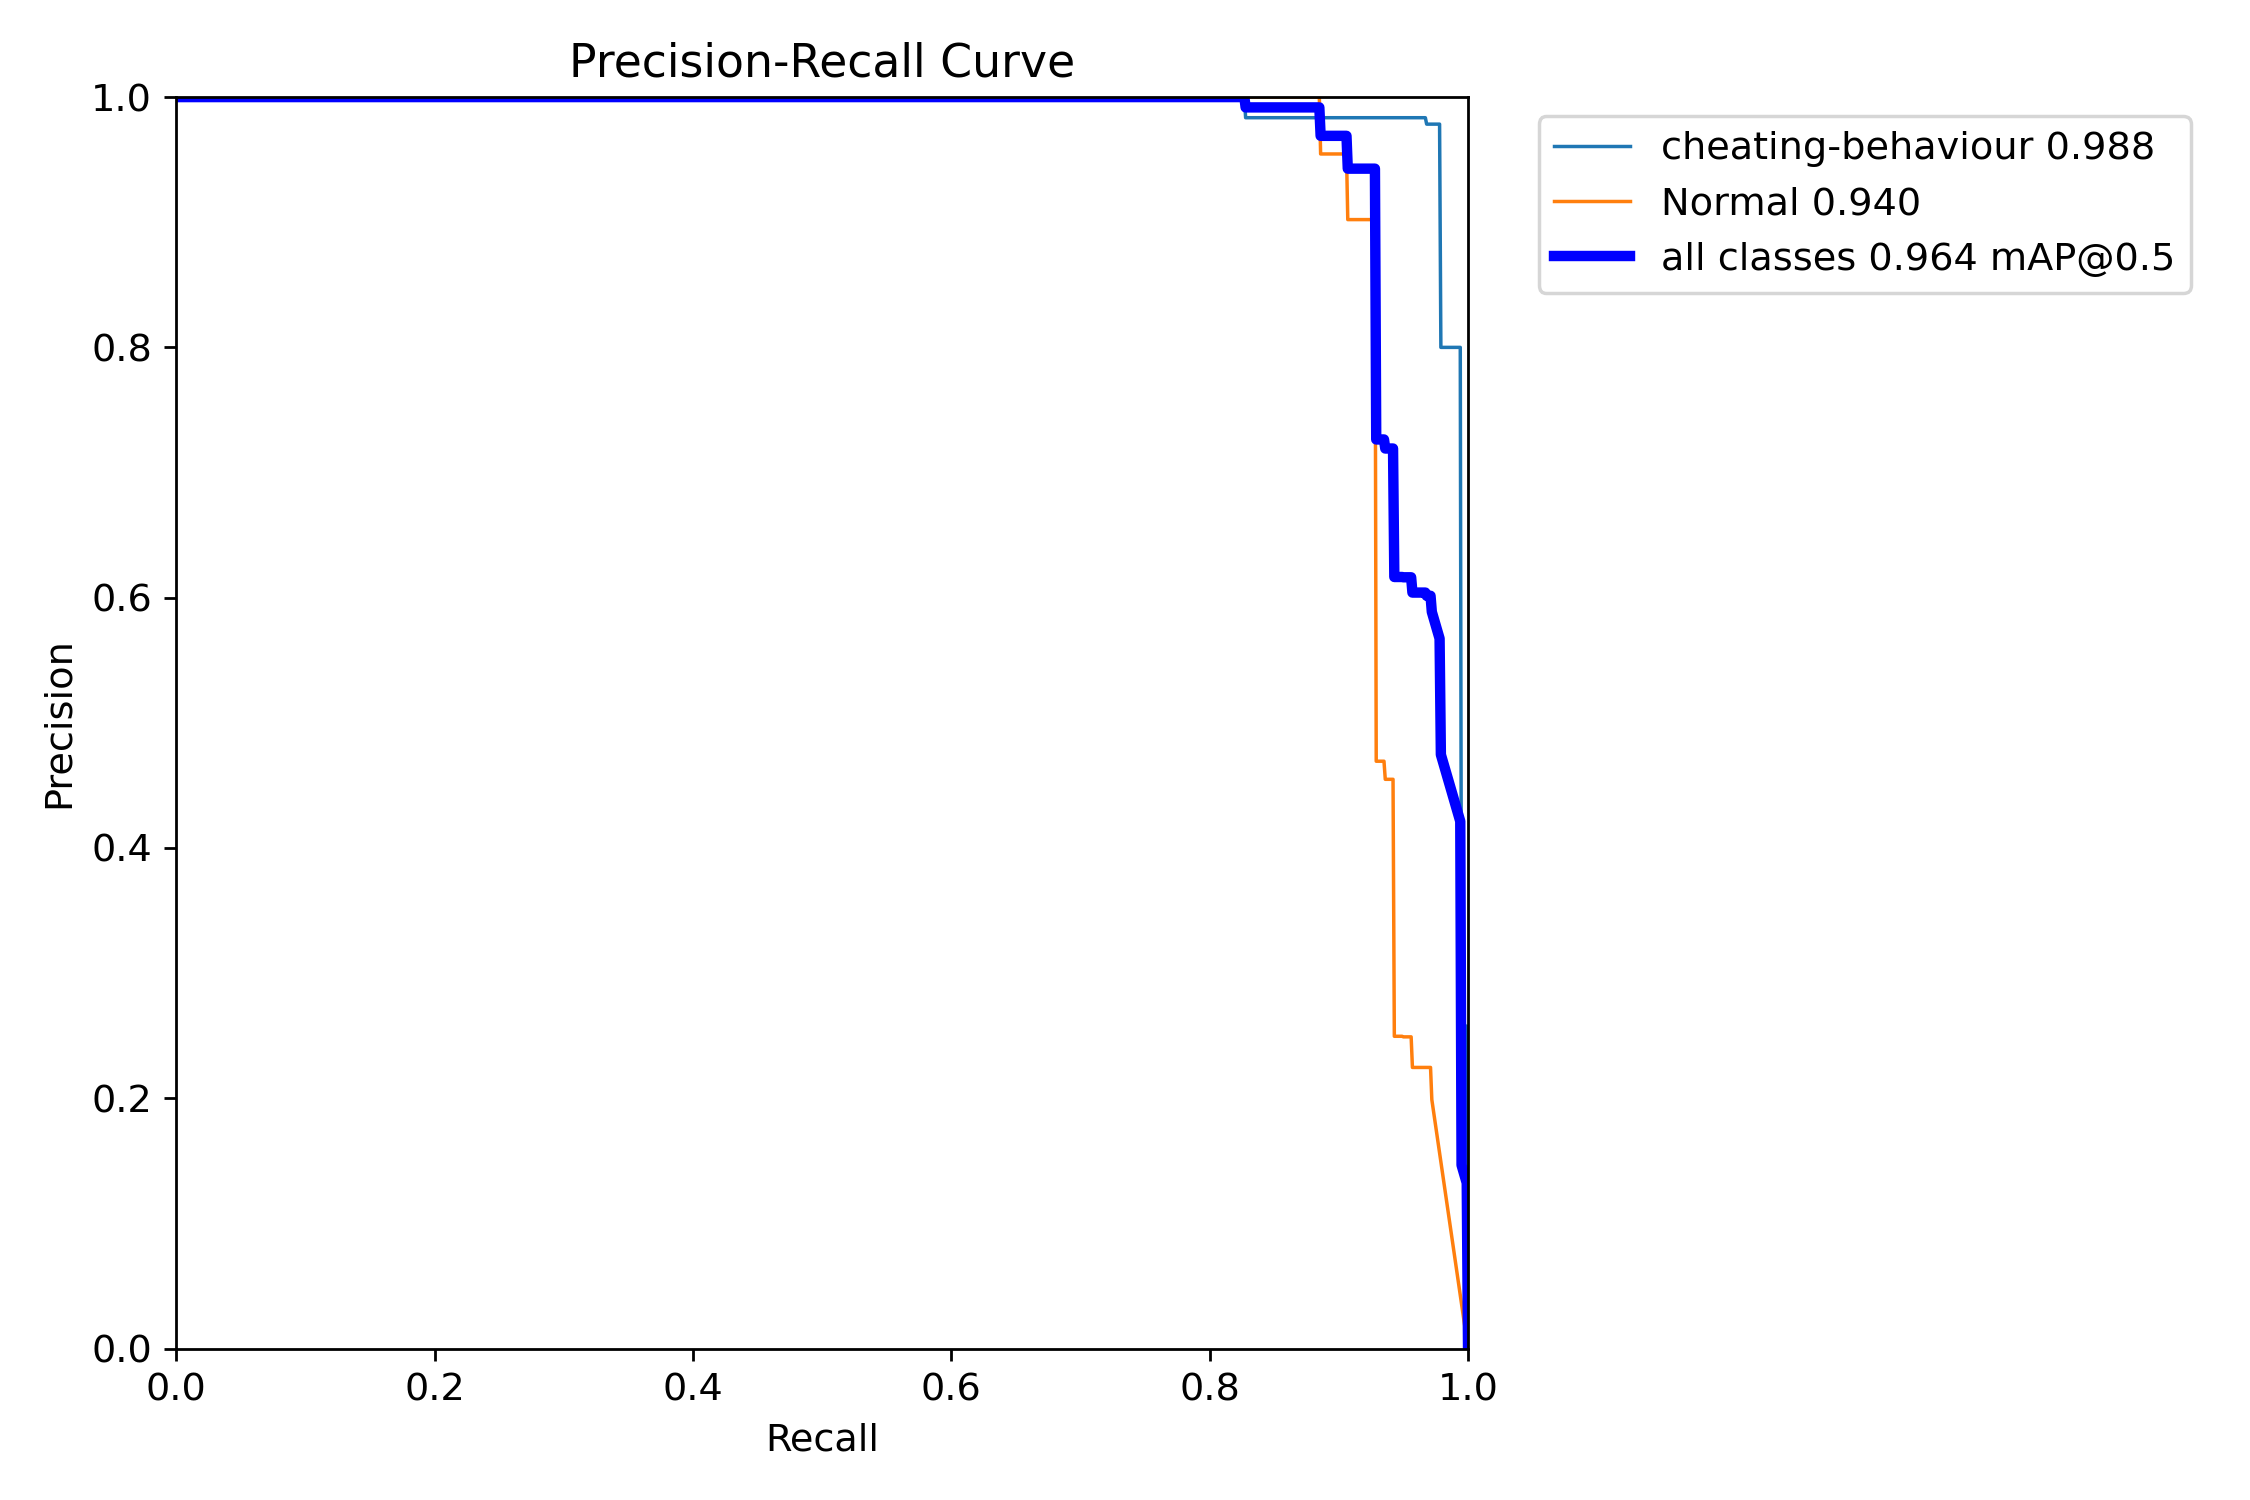 Precision-Recall Curve
1.0
0.8
0.6
0.4
0.2
0.0
Precision
0.0 0.2 0.4 0.6 0.8 1.0
Recall
cheating-behaviour 0.988
Normal 0.940
all classes 0.964 mAP@0.5